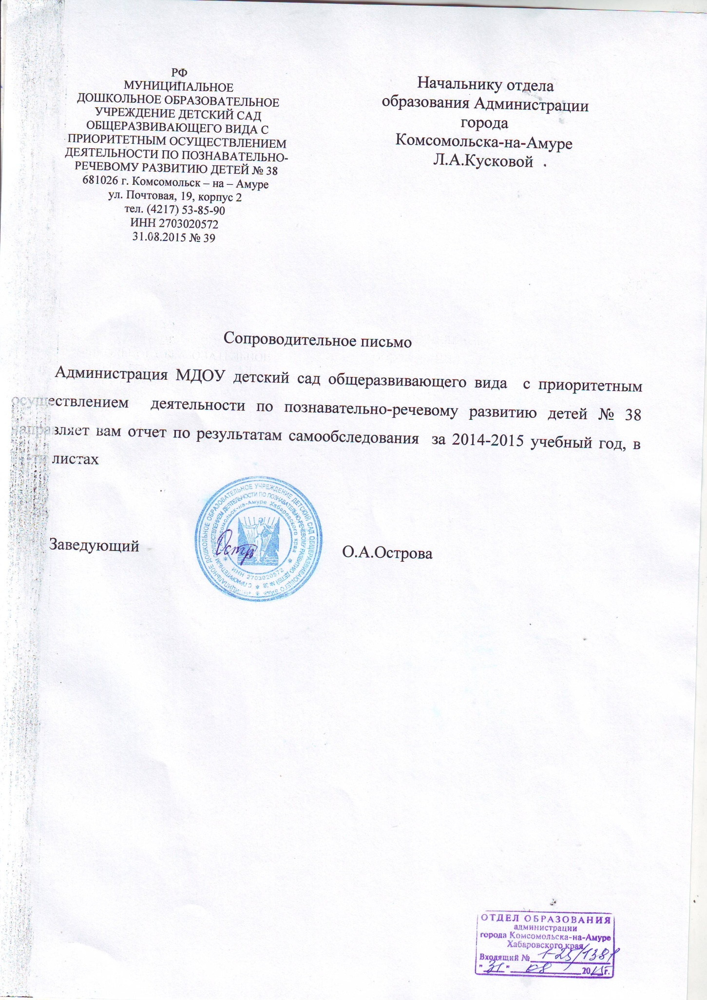 РФ
МУНИЦИПАЛЬНОЕ
ДОШКОЛЬНОЕ ОБРАЗОВАТЕЛЬНОЕ
УЧРЕЖДЕНИЕ ДЕТСКИЙ САД
ОБЩЕРАЗВИВАЮЩЕГО ВИДА С
ПРИОРИТЕТНЫМ ОСУЩЕСТВЛЕНИЕМ
ДЕЯТЕЛЬНОСТИ ПО ПОЗНАВАТЕЛЬНО-
РЕЧЕВОМУ РАЗВИТИЮ ДЕТЕЙ № 38
681026 г. Комсомольск – на – Амуре
ул. Почтовая, 19, корпус 2
тел. (4217) 53-85-90
ИНН 2703020572
31.08.2015 № 39
Начальнику отдела
образования Администрации
города
Комсомольска-на-Амуре
Л.А.Кусковой
Сопроводительное письмо
Администрация МДОУ детский сад общеразвивающего вида с приоритетным
осуществлением деятельности по познавательно-речевому развитию детей № 38
направляет вам отчет по результатам самообследования за 2014-2015 учебный год, в
листах
Заведующий
О.А.Острова
МУНИЦИПАЛЬНОЕ ДОШКОЛЬНОЕ ОБРАЗОВАТЕЛЬНОЕ УЧРЕЖДЕНИЕ ДЕТСКИЙ САД ОБЩЕРАЗВИВАЮЩЕГО ВИДА
С ПРИОРИТЕТНЫМ ОСУЩЕСТВЛЕНИЕМ ДЕЯТЕЛЬНОСТИ ПО ПОЗНАВАТЕЛЬНО-РЕЧЕВОМУ РАЗВИТИЮ ДЕТЕЙ № 38
Комсомольск-на-Амуре Хабаровского края
ИНН 2703020572
ОТДЕЛ ОБРАЗОВАНИЯ
администрации
города Комсомольска-на-Амуре
Хабаровского края
Входящий № 1-25/1381
" 31 " 08 2015 г.